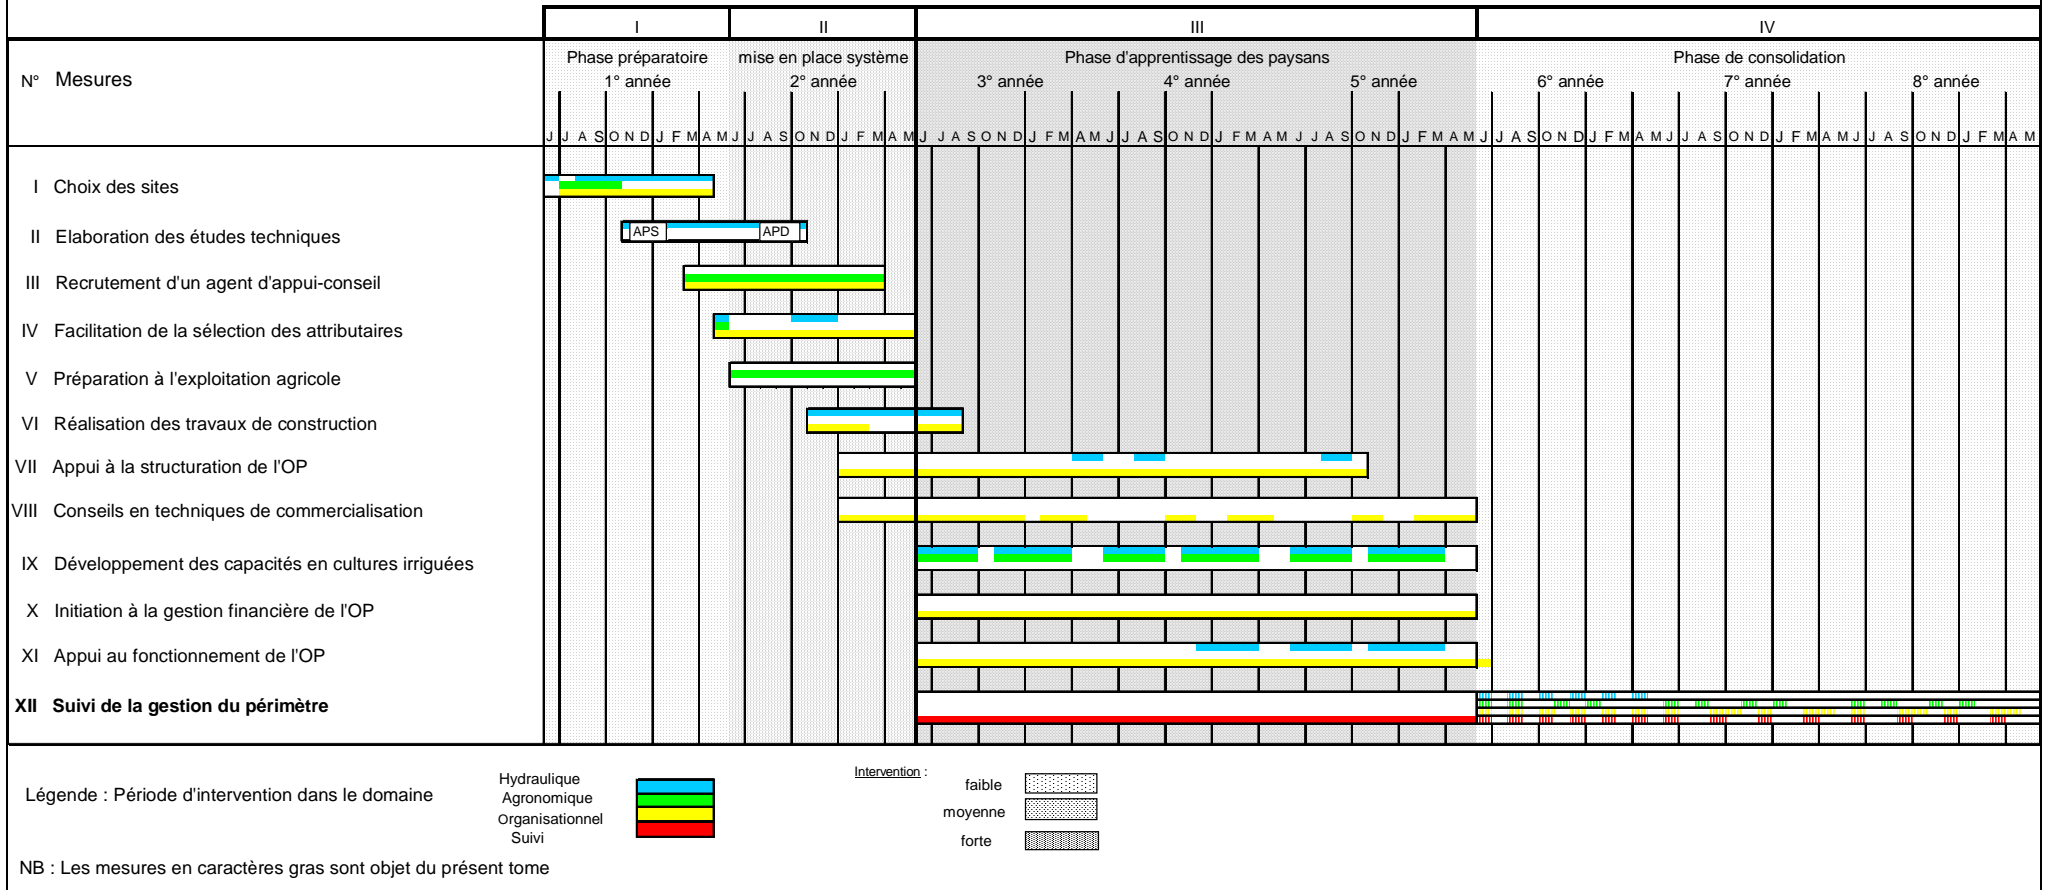 I II III IV
Phase préparatoire mise en place système Phase d'apprentissage des paysans Phase de consolidation
N° Mesures
1° année 2° année 3° année 4° année 5° année 6° année 7° année 8° année
J J A S O N D J F M A M J J A S O N D J F M A M J J A S O N D J F M A M J J A S O N D J F M A M J J A S O N D J F M A M J J A S O N D J F M A M J J A S O N D J F M A M J J A S O N D J F M A M
I Choix des sites
II Elaboration des études techniques APS APD
III Recrutement d'un agent d'appui-conseil
IV Facilitation de la sélection des attributaires
V Préparation à l'exploitation agricole
VI Réalisation des travaux de construction
VII Appui à la structuration de l'OP
VIII Conseils en techniques de commercialisation
IX Développement des capacités en cultures irriguées
X Initiation à la gestion financière de l'OP
XI Appui au fonctionnement de l'OP
XII Suivi de la gestion du périmètre
Légende : Période d'intervention dans le domaine
Hydraulique
Agronomique
Organisationnel
Suivi
Intervention :
faible
moyenne
forte
NB : Les mesures en caractères gras sont objet du présent tome